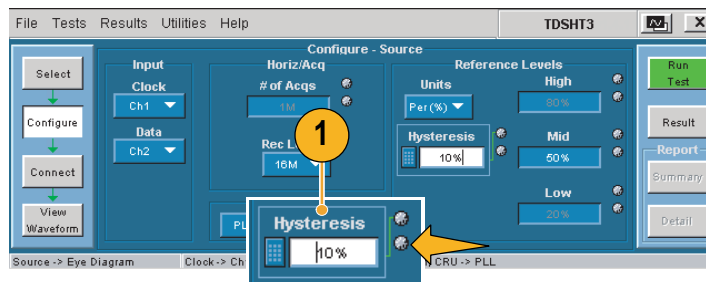 File Tests Results Utilities Help TDSHT3 X
Configure - Source
Select
Configure
Connect
View
Waveform
Input
Clock
Ch1
Data
Ch2
Horiz/Acq
# of Acqs
1M
Rec L
16M
PL
Reference Levels
Units
Per(%)
Hysteresis
10%
High
80%
Mid
50%
Low
20%
Run
Test
Result
Report
Summary
Detail
1
Hysteresis
10%
Source -> Eye Diagram Clock -> Ch CRU -> PLL